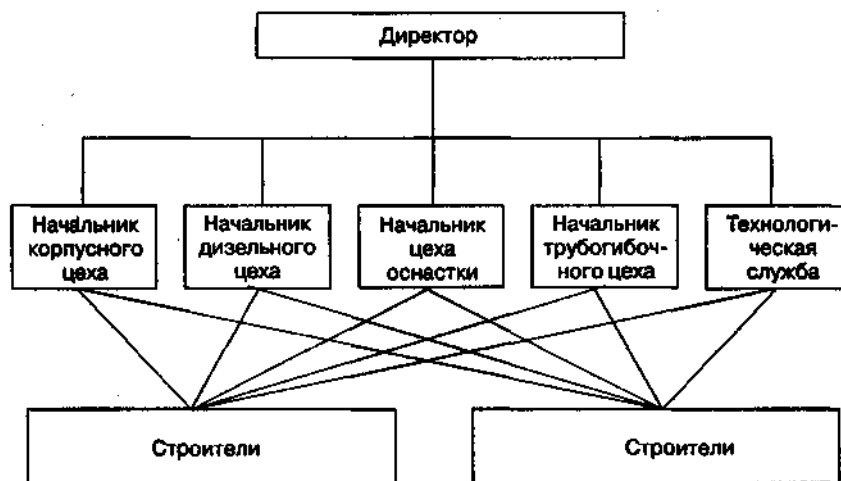 Директор
Начальник
корпусного
цеха
Начальник
дизельного
цеха
Начальник
цеха
оснастки
Начальник
трубогибоч-
ного цеха
Технологи-
ческая
служба
Строители
Строители